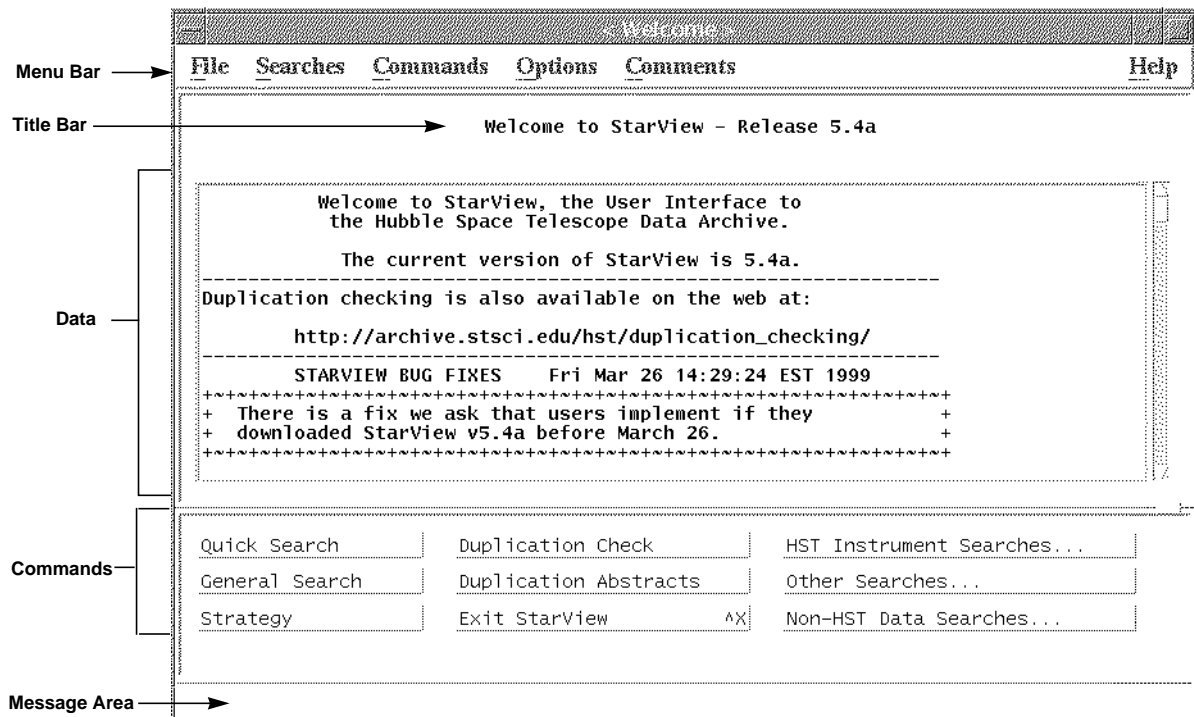 < Welcome >
Menu Bar
File Searches Commands Options Comments Help
Title Bar
Welcome to StarView - Release 5.4a
Data
Welcome to StarView, the User Interface to
the Hubble Space Telescope Data Archive.
The current version of StarView is 5.4a.
----------------------------------------------------------------
Duplication checking is also available on the web at:
http://archive.stsci.edu/hst/duplication_checking/
----------------------------------------------------------------
STARVIEW BUG FIXES Fri Mar 26 14:29:24 EST 1999
+~+~+~+~+~+~+~+~+~+~+~+~+~+~+~+~+~+~+~+~+~+~+~+~+~+~+~+~+~+~+~+~+
+ There is a fix we ask that users implement if they +
+ downloaded StarView v5.4a before March 26. +
+~+~+~+~+~+~+~+~+~+~+~+~+~+~+~+~+~+~+~+~+~+~+~+~+~+~+~+~+~+~+~+~+
Commands
Quick Search Duplication Check HST Instrument Searches...
General Search Duplication Abstracts Other Searches...
Strategy Exit StarView ^X Non-HST Data Searches...
Message Area